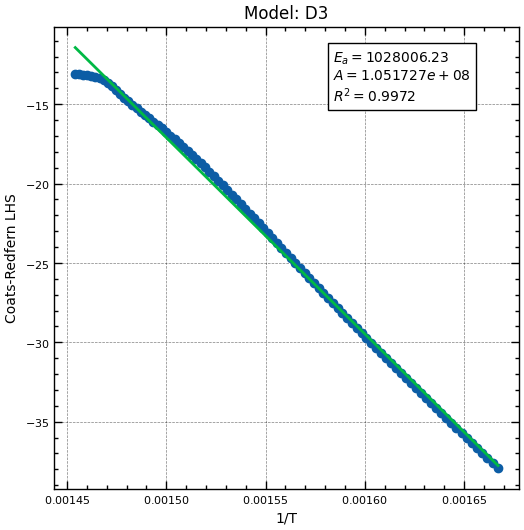 Model: D3
E_a = 1028006.23
A = 1.051727e + 08
R² = 0.9972
−15
−20
−25
−30
−35
Coats-Redfern LHS
0.00145 0.00150 0.00155 0.00160 0.00165
1/T